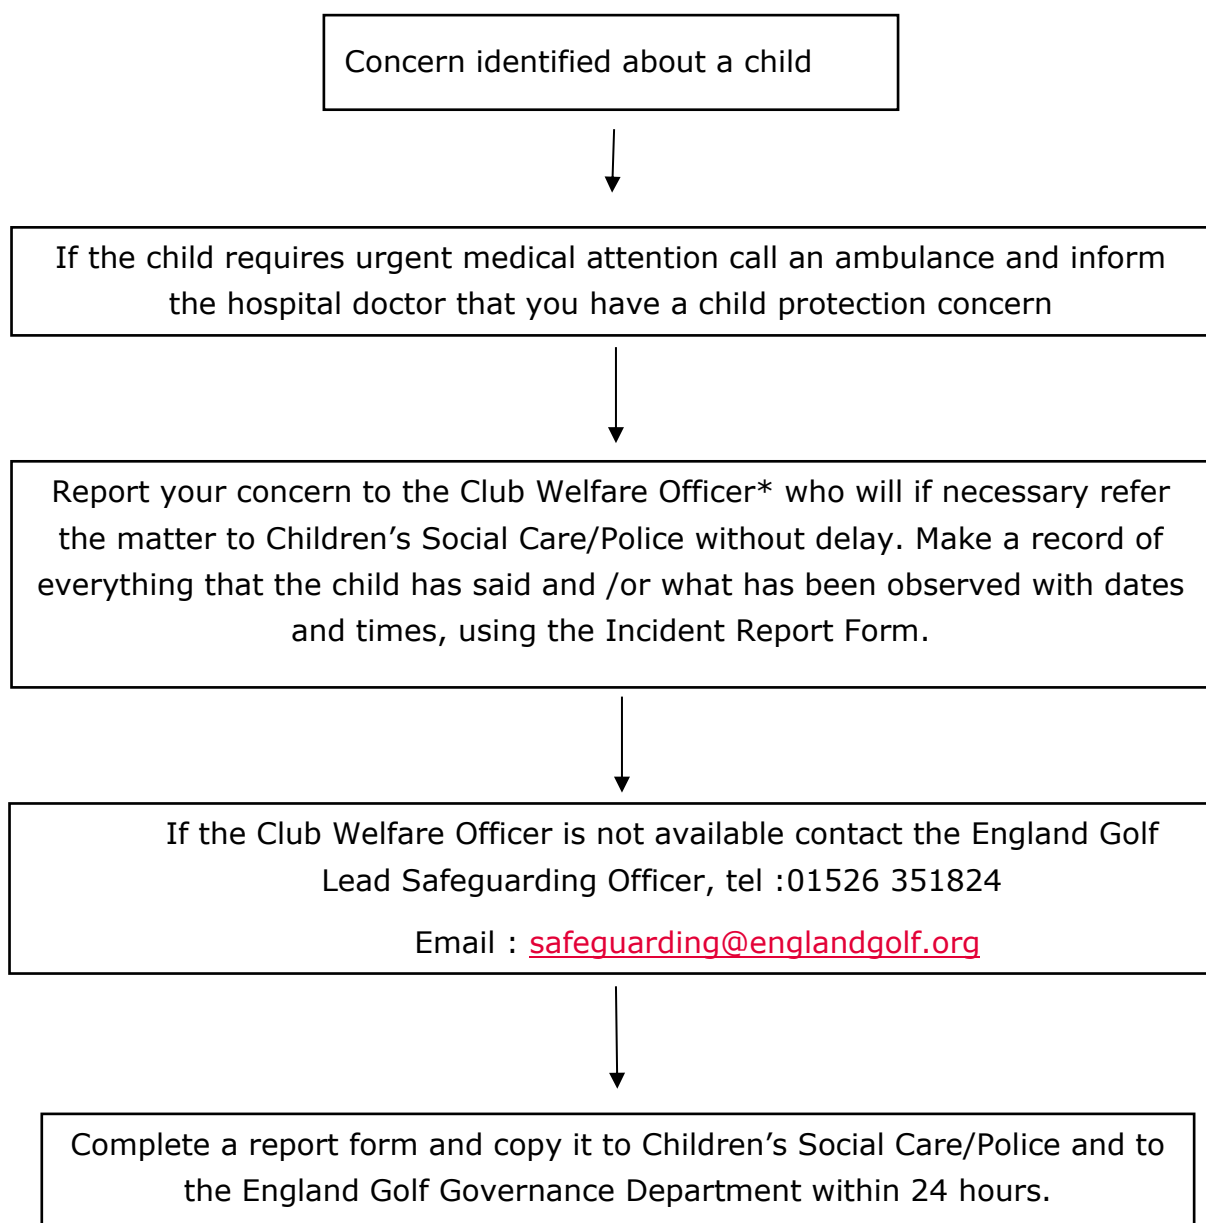 Concern identified about a child
If the child requires urgent medical attention call an ambulance and inform
the hospital doctor that you have a child protection concern
Report your concern to the Club Welfare Officer* who will if necessary refer
the matter to Children’s Social Care/Police without delay. Make a record of
everything that the child has said and /or what has been observed with dates
and times, using the Incident Report Form.
If the Club Welfare Officer is not available contact the England Golf
Lead Safeguarding Officer, tel :01526 351824
Email : safeguarding@englandgolf.org
Complete a report form and copy it to Children’s Social Care/Police and to
the England Golf Governance Department within 24 hours.